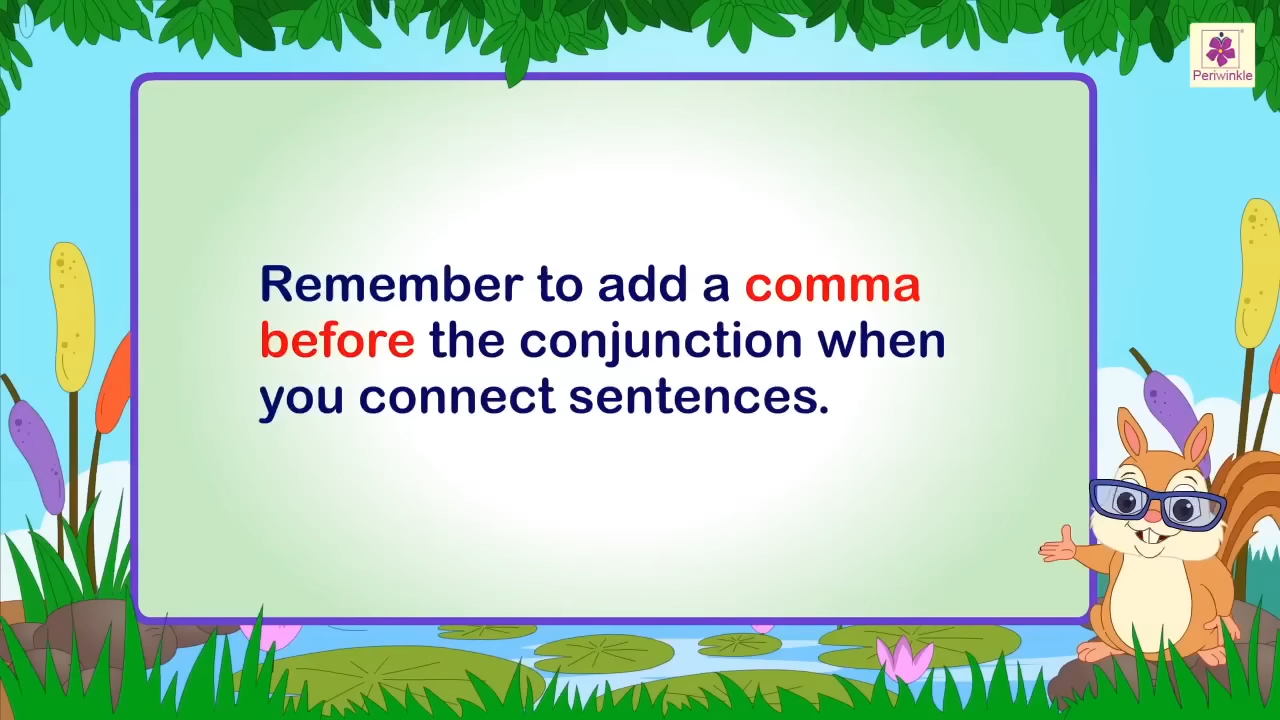 Periwinkle
Remember to add a comma
before the conjunction when
you connect sentences.